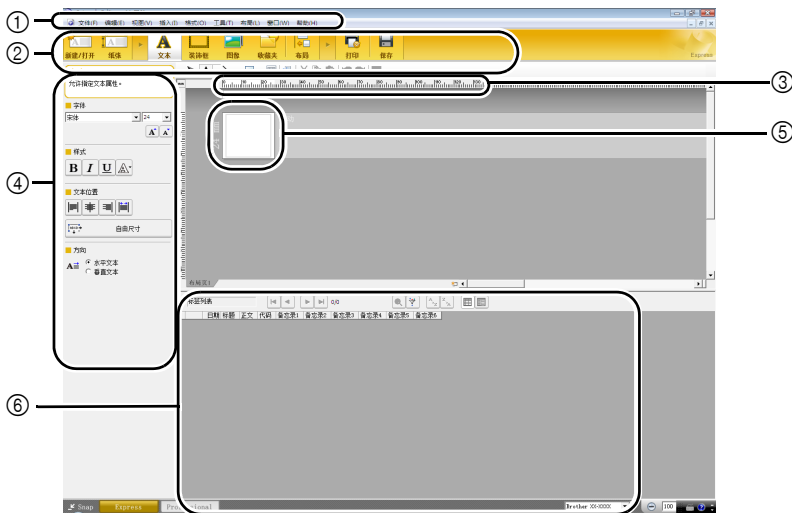 ①
文件(F) 编辑(E) 视图(V) 插入(I) 格式(O) 工具(T) 布局(L) 窗口(W) 帮助(H)
②
新建/打开 纸张 文本 装饰框 图像 收藏夹 布局 打印 保存 Express
允许指定文本属性。
③
字体
宋体 24
A A
⑤
样式
B I U A
④
文本位置
自由尺寸
方向
A 水平文本
垂直文本
布局页1
标签列表 0/0
日期 标题 正文 代码 备忘录1 备忘录2 备忘录3 备忘录4 备忘录5 备忘录6
⑥
Snap Express Professional Brother XX-XXXX 100